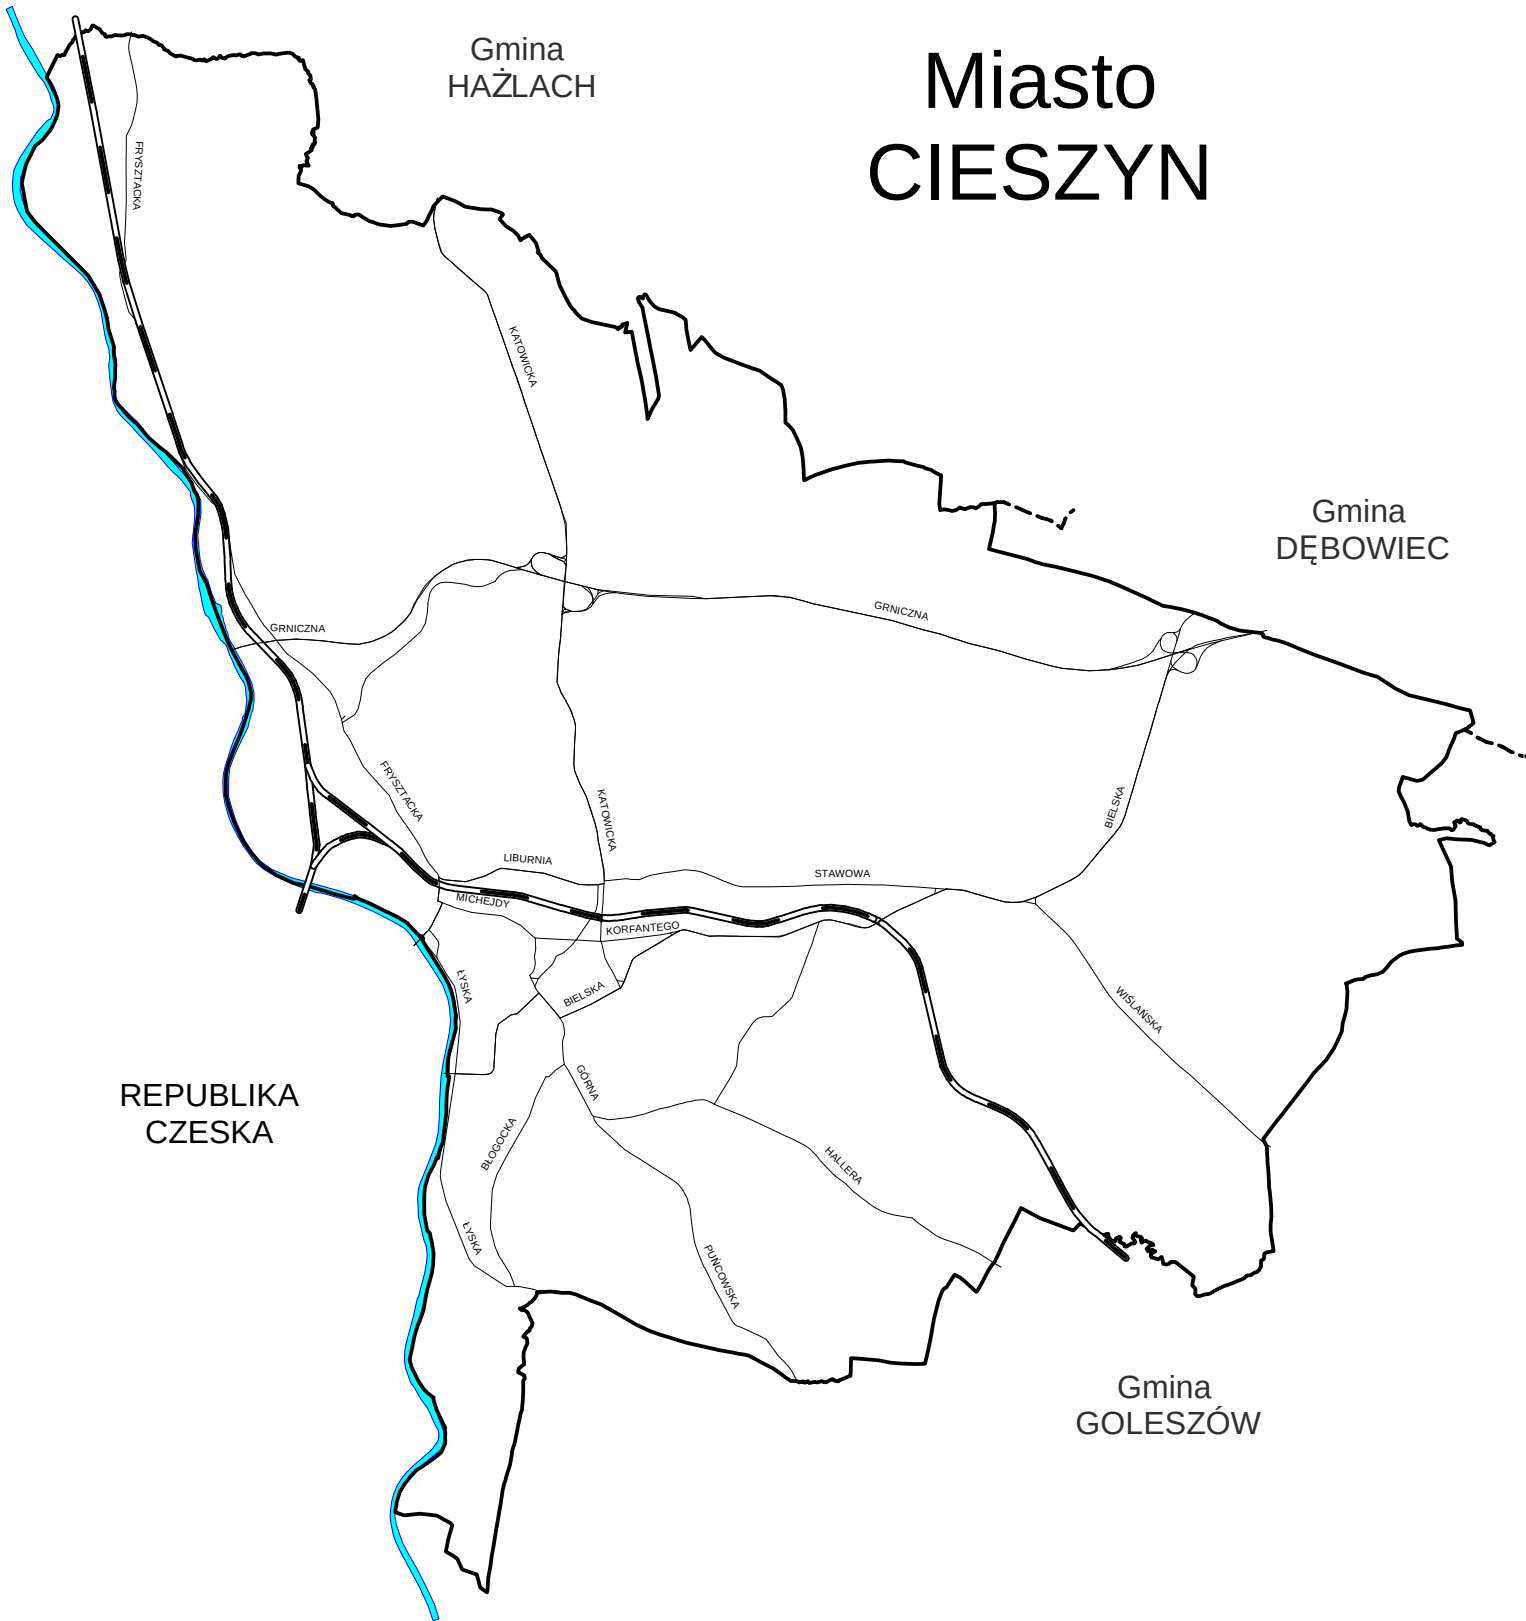 Gmina
HAŻLACH
Miasto
CIESZYN
FRYSZTACKA
KATOWICKA
Gmina
DĘBOWIEC
GRNICZNA
GRNICZNA
FRYSZTACKA
KATOWICKA
BIELSKA
LIBURNIA
STAWOWA
MICHEJDY
KORFANTEGO
ŁYSKA
BIELSKA
WIŚLAŃSKA
REPUBLIKA
CZESKA
GÓRNA
BŁOGOCKA
HALLERA
ŁYSKA
PUŃCOWSKA
Gmina
GOLESZÓW